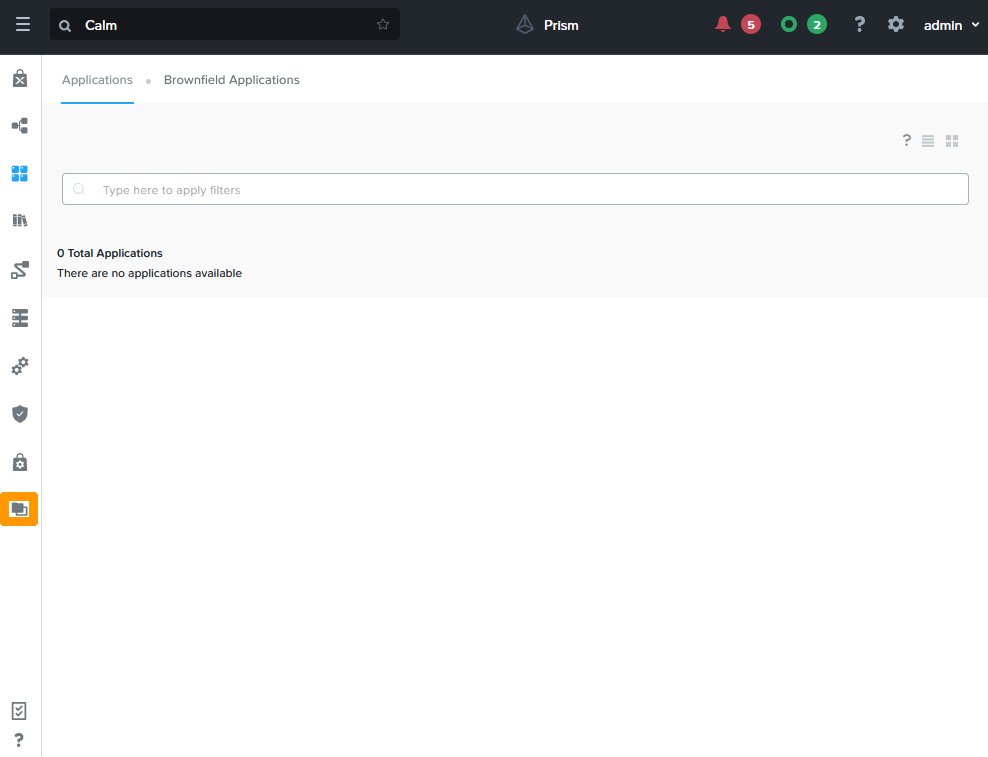 Calm
Prism
5
2
?
admin
Applications
Brownfield Applications
?
Type here to apply filters
0 Total Applications
There are no applications available
?